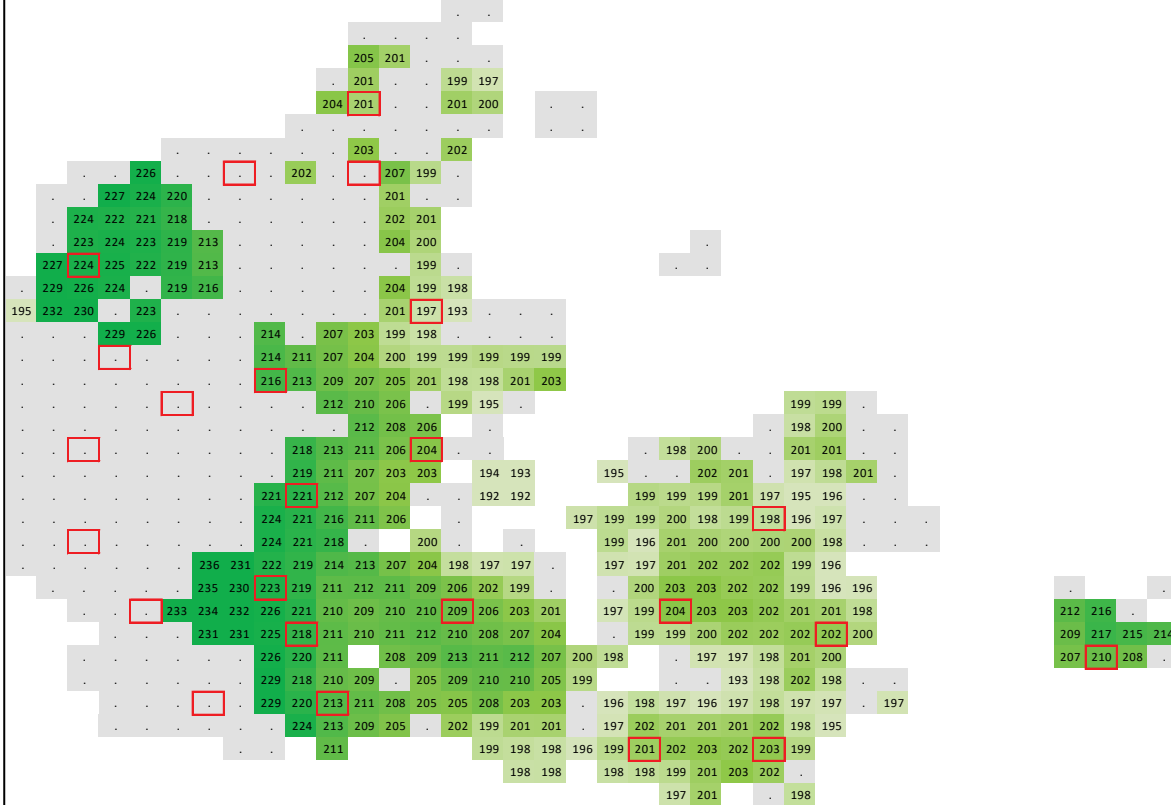 . .
. . . .
205 201 . . .
. 201 . . 199 197
204 201 . . 201 200 . .
. . . . . . . . .
. . . . . . 203 . . 202
. . 226 . . . . 202 . . 207 199 .
. . 227 224 220 . . . . . . 201 . .
. 224 222 221 218 . . . . . . 202 201
. 223 224 223 219 213 . . . . . 204 200 .
227 224 225 222 219 213 . . . . . . 199 . . .
. 229 226 224 . 219 216 . . . . . 204 199 198
195 232 230 . 223 . . . . . . . 201 197 193 . . .
. . . 229 226 . . . 214 . 207 203 199 198 . . . .
. . . . . . . . 214 211 207 204 200 199 199 199 199 199
. . . . . . . . 216 213 209 207 205 201 198 198 201 203
. . . . . . . . . . 212 210 206 . 199 195 . 199 199 .
. . . . . . . . . . . 212 208 206 . . 198 200 . .
. . . . . . . . . 218 213 211 206 204 . . . 198 200 . . 201 201 . .
. . . . . . . . . 219 211 207 203 203 194 193 195 . . 202 201 . 197 198 201 .
. . . . . . . . 221 221 212 207 204 . . 192 192 199 199 199 201 197 195 196 . .
. . . . . . . . 224 221 216 211 206 . 197 199 199 200 198 199 198 196 197 . . .
. . . . . . . . 224 221 218 . 200 . . 199 196 201 200 200 200 200 198 . . .
. . . . . . 236 231 222 219 214 213 207 204 198 197 197 . 197 197 201 202 202 202 199 196
. . . . . 235 230 223 219 211 212 211 209 206 202 199 . . 200 203 203 202 202 199 196 196 . .
. . . 233 234 232 226 221 210 209 210 210 209 206 203 201 197 199 204 203 203 202 201 201 198 212 216 .
. . . 231 231 225 218 211 210 211 212 210 208 207 204 . 199 199 200 202 202 202 202 200 209 217 215 214
. . . . . . 226 220 211 208 209 213 211 212 207 200 198 . 197 197 198 201 200 207 210 208 .
. . . . . . 229 218 210 209 . 205 209 210 210 205 199 . . 193 198 202 198 . .
. . . . . . 229 220 213 211 208 205 205 208 203 203 . 196 198 197 196 197 198 197 197 . 197
. . . . . . 224 213 209 205 . 202 199 201 201 . 197 202 201 201 201 202 198 195
. . 211 199 198 198 196 199 201 202 203 202 203 199
198 198 198 198 199 201 203 202 .
197 201 . 198